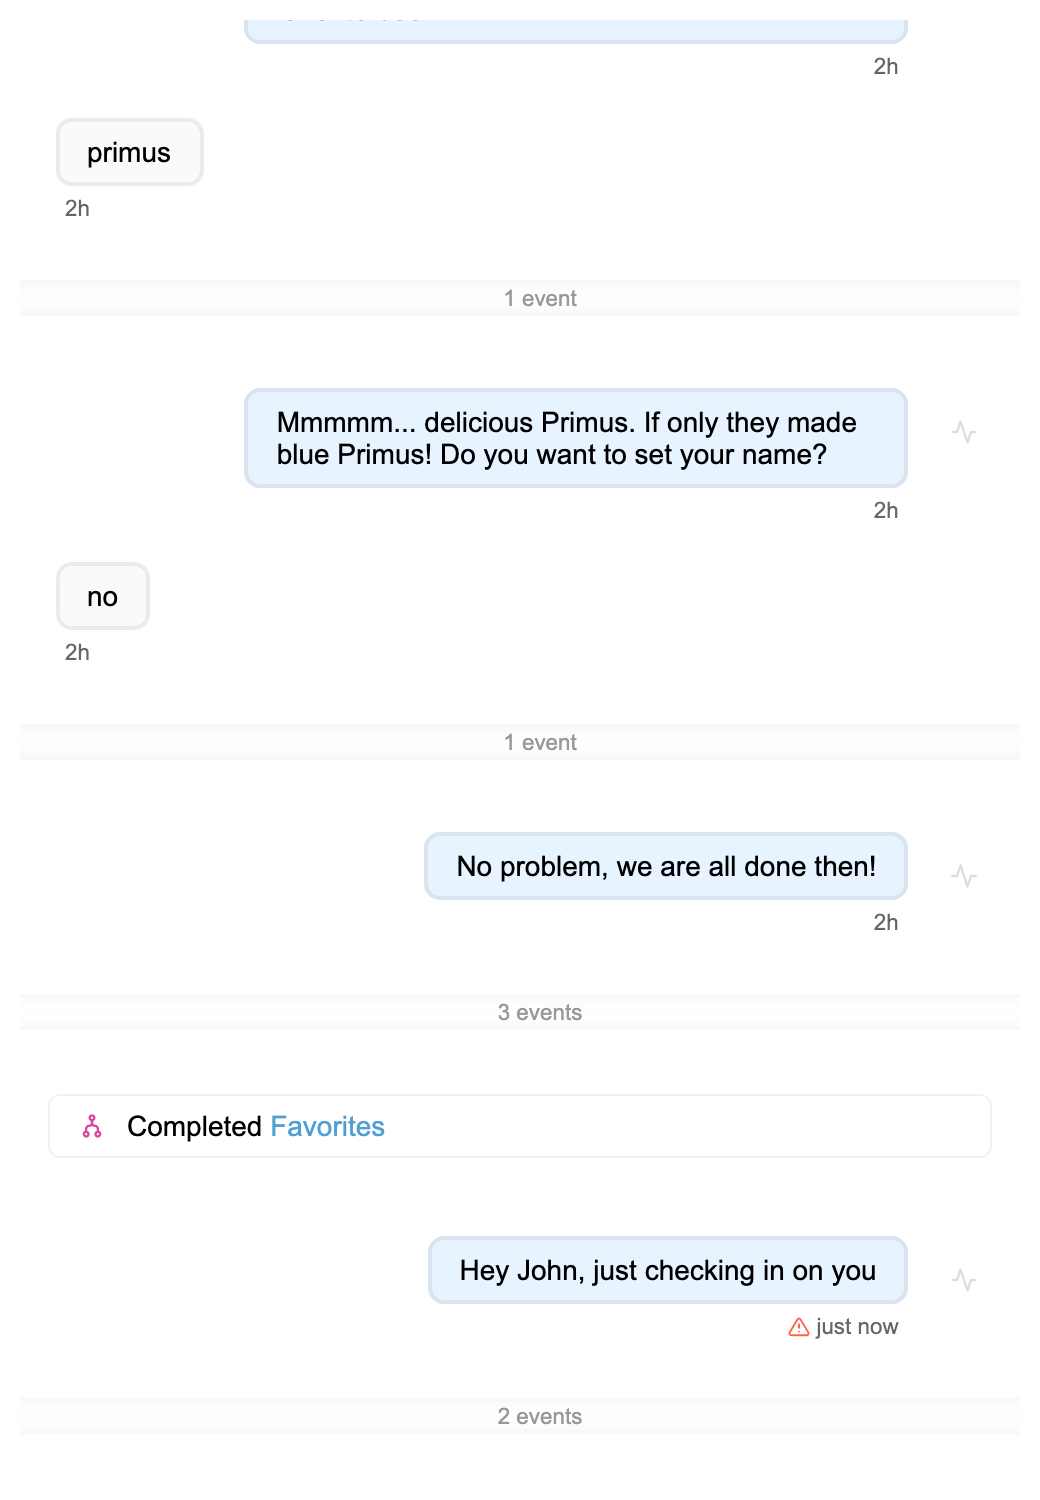 2h
primus
2h
1 event
Mmmmm... delicious Primus. If only they made
blue Primus! Do you want to set your name?
2h
no
2h
1 event
No problem, we are all done then!
2h
3 events
Completed Favorites
Hey John, just checking in on you
just now
2 events